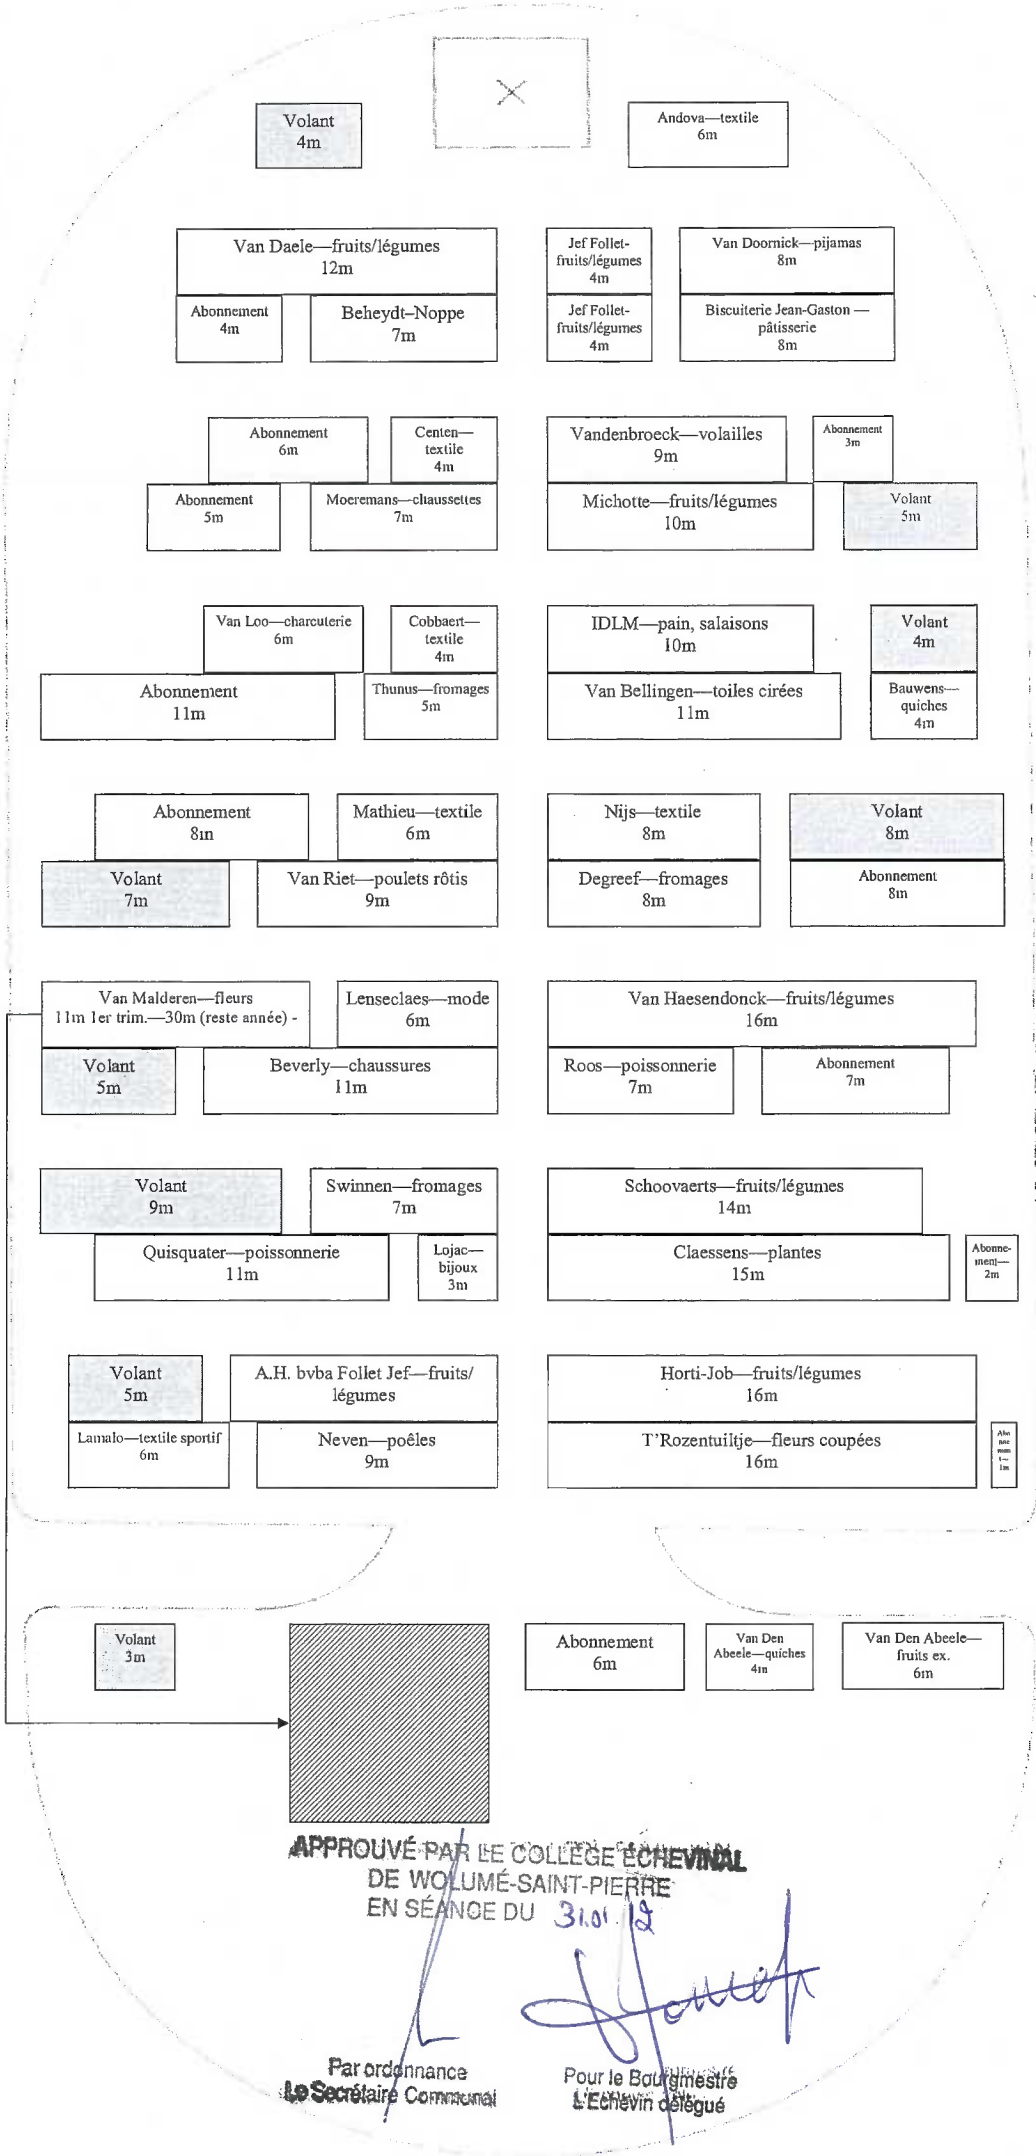 Volant
4m
Andova—textile
6m
Van Daele—fruits/légumes
12m
Jef Follet-
fruits/légumes
4m
Van Doornick—pijamas
8m
Abonnement
4m
Beheydt–Noppe
7m
Jef Follet-
fruits/légumes
4m
Biscuiterie Jean-Gaston —
pâtisserie
8m
Abonnement
6m
Centen—
textile
4m
Vandenbroeck—volailles
9m
Abonnement
3m
Abonnement
5m
Moeremans—chaussettes
7m
Michotte—fruits/légumes
10m
Volant
5m
Van Loo—charcuterie
6m
Cobbaert—
textile
4m
IDLM—pain, salaisons
10m
Volant
4m
Abonnement
11m
Thunus—fromages
5m
Van Bellingen—toiles cirées
11m
Bauwens—
quiches
4m
Abonnement
8m
Mathieu—textile
6m
Nijs—textile
8m
Volant
8m
Volant
7m
Van Riet—poulets rôtis
9m
Degreef—fromages
8m
Abonnement
8m
Van Malderen—fleurs
11m 1er trim.—30m (reste année) -
Lenseclaes—mode
6m
Van Haesendonck—fruits/légumes
16m
Volant
5m
Beverly—chaussures
11m
Roos—poissonnerie
7m
Abonnement
7m
Volant
9m
Swinnen—fromages
7m
Schoovaerts—fruits/légumes
14m
Quisquater—poissonnerie
11m
Lojac—
bijoux
3m
Claessens—plantes
15m
Abonne-
ment—
2m
Volant
5m
A.H. bvba Follet Jef—fruits/
légumes
Horti-Job—fruits/légumes
16m
Lamalo—textile sportif
6m
Neven—poêles
9m
T'Rozentuiltje—fleurs coupées
16m
Abo
nne
men
t—
1m
Volant
3m
Abonnement
6m
Van Den
Abeele—quiches
4m
Van Den Abeele—
fruits ex.
6m
APPROUVÉ PAR LE COLLEGE ÉCHEVINAL
DE WOLUMÉ-SAINT-PIERRE
EN SÉANCE DU 31.01.12
Par ordonnance
Le Secrétaire Communal
Pour le Bourgmestre
L'Echevin délégué